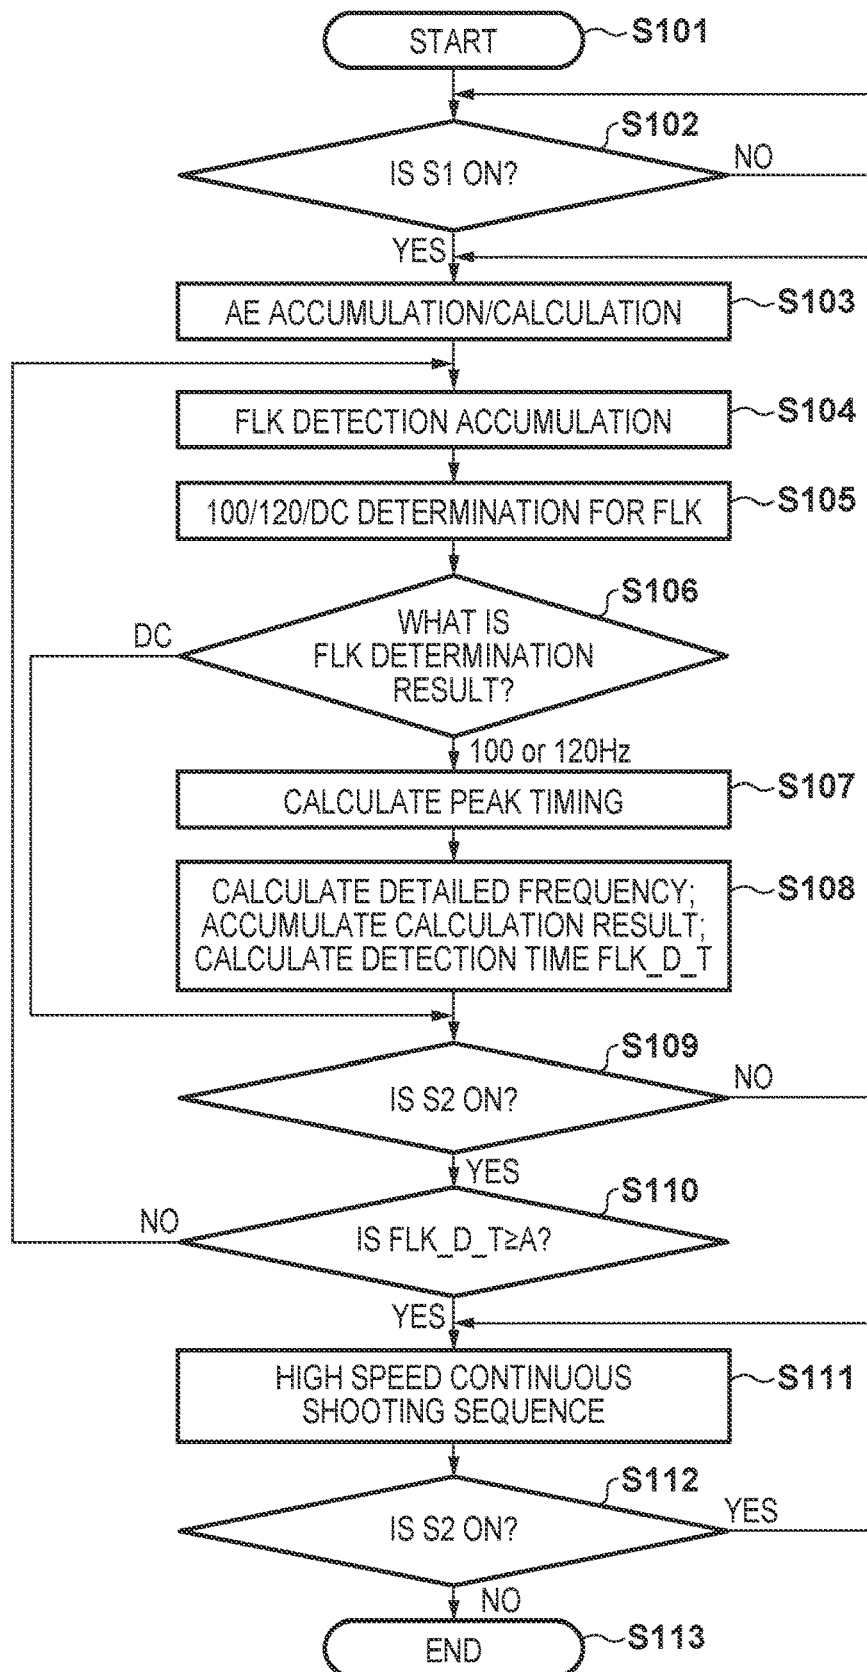 START
S101
S102
IS S1 ON?
NO
YES
AE ACCUMULATION/CALCULATION
S103
FLK DETECTION ACCUMULATION
S104
100/120/DC DETERMINATION FOR FLK
S105
S106
DC
WHAT IS
FLK DETERMINATION
RESULT?
100 or 120Hz
CALCULATE PEAK TIMING
S107
CALCULATE DETAILED FREQUENCY;
ACCUMULATE CALCULATION RESULT;
CALCULATE DETECTION TIME FLK_D_T
S108
S109
IS S2 ON?
NO
YES
S110
NO
IS FLK_D_T≥A?
YES
HIGH SPEED CONTINUOUS
SHOOTING SEQUENCE
S111
S112
IS S2 ON?
YES
NO
END
S113